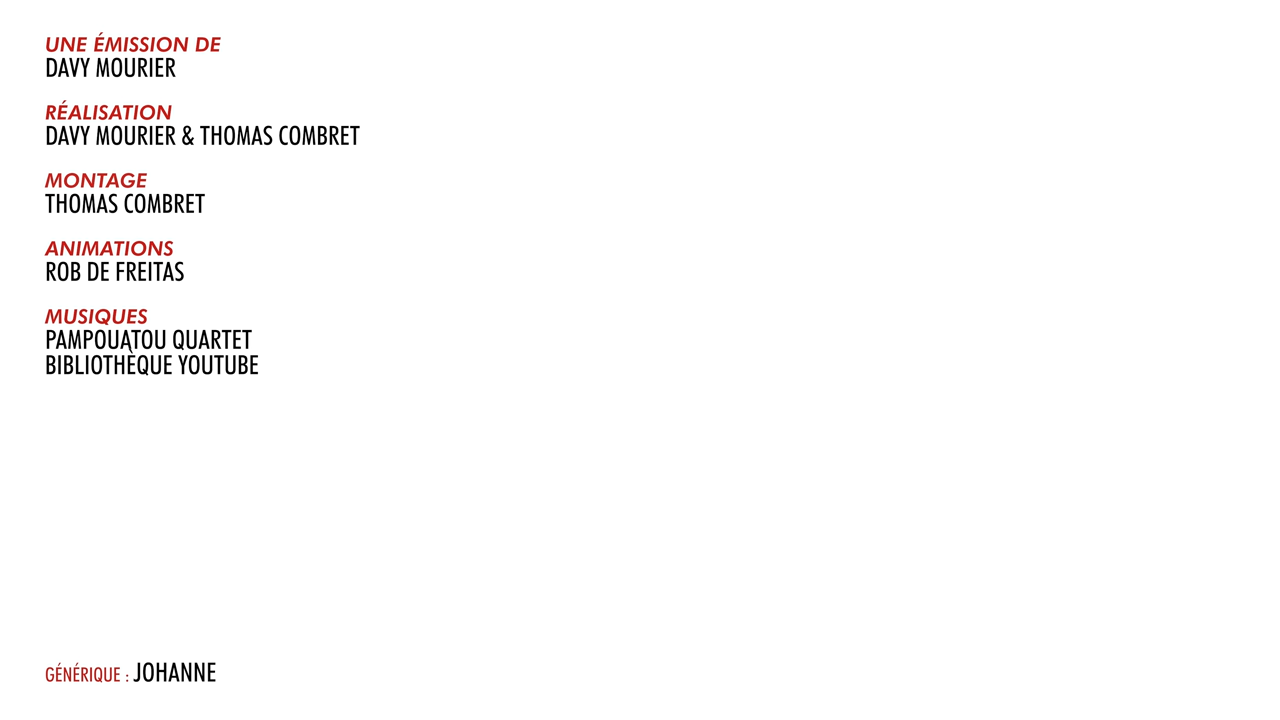 UNE ÉMISSION DE
DAVY MOURIER
RÉALISATION
DAVY MOURIER & THOMAS COMBRET
MONTAGE
THOMAS COMBRET
ANIMATIONS
ROB DE FREITAS
MUSIQUES
PAMPOUATOU QUARTET
BIBLIOTHÈQUE YOUTUBE
GÉNÉRIQUE : JOHANNE